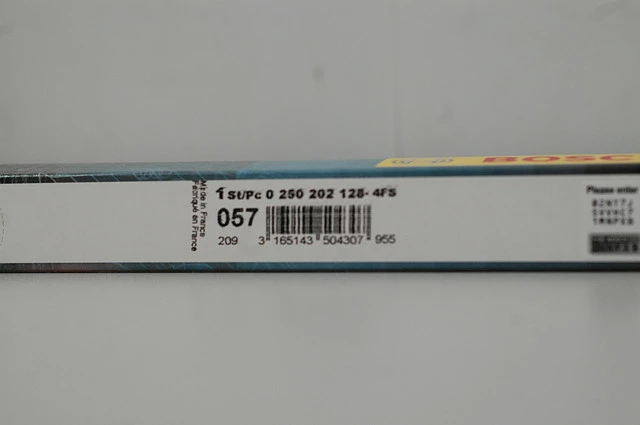 BOSC
1 St/Pc 0 250 202 128- 4FS
057
209 3 165143 504307 955
Made in France
Fabriqué en France
Please enter